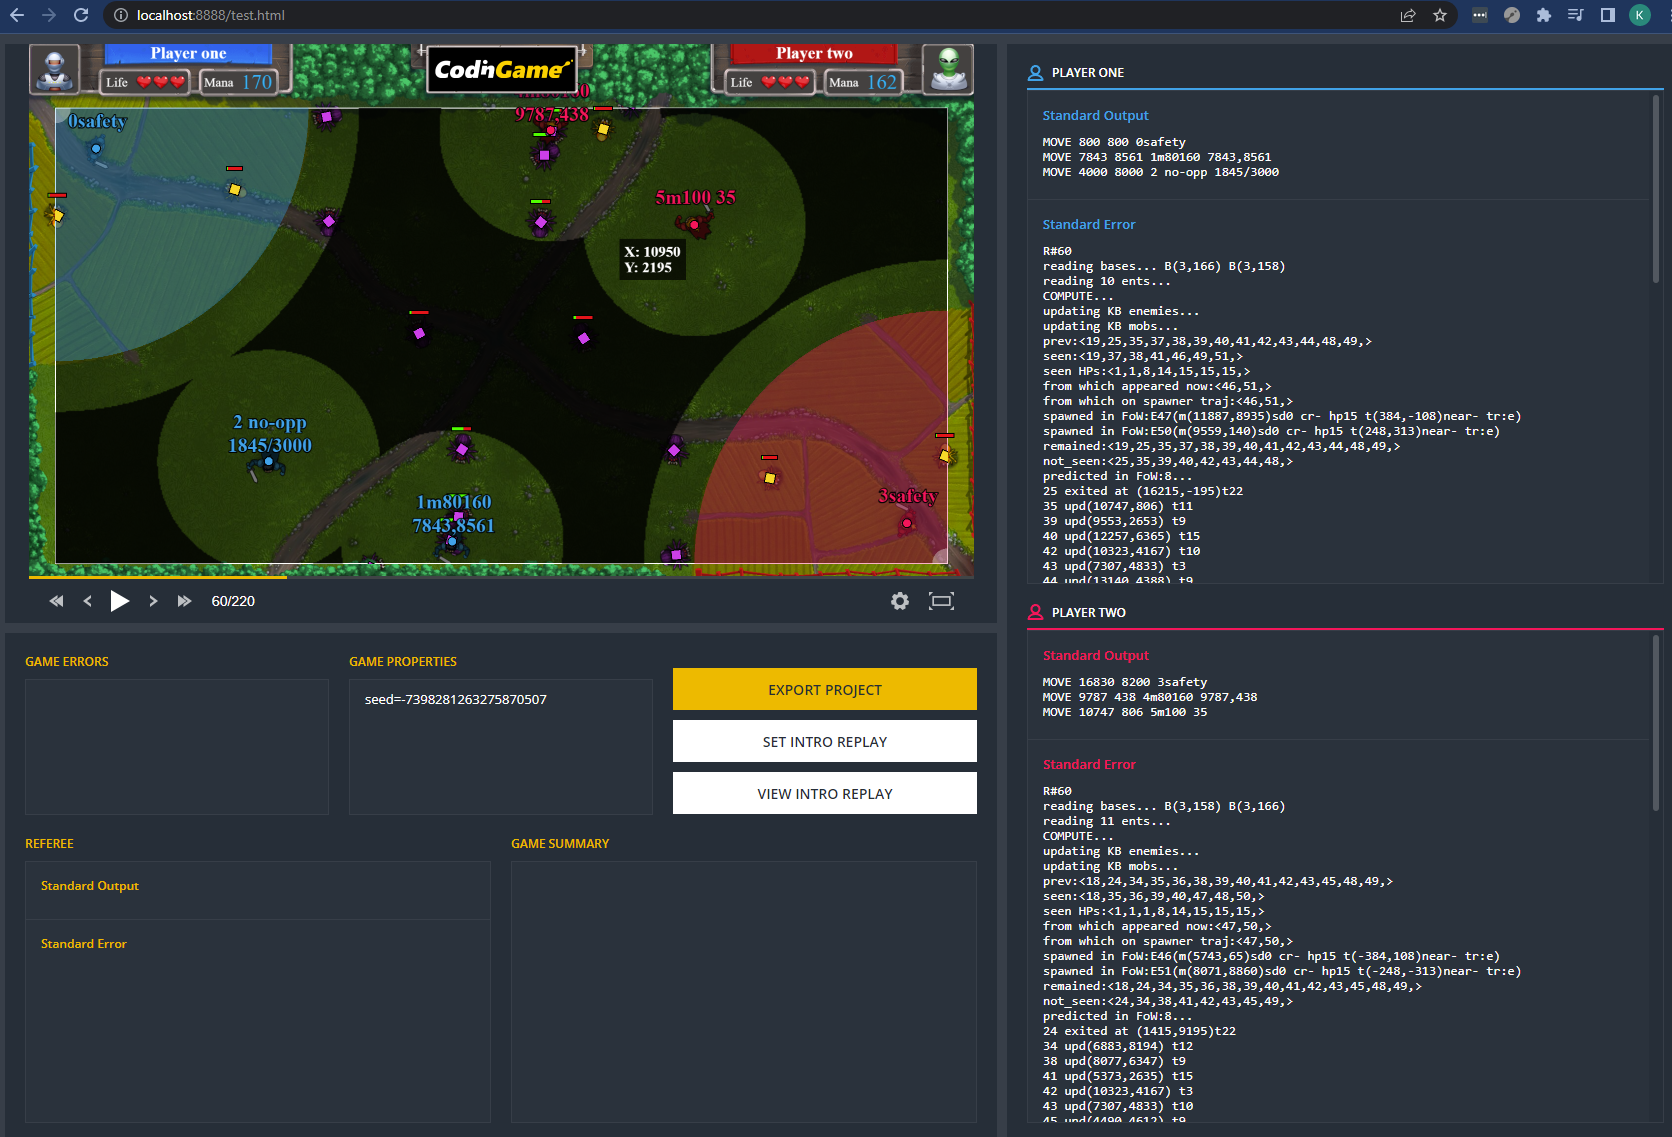 localhost:8888/test.html
K
Player one
Life
Mana 170
CodinGame
Player two
Life
Mana 162
0safety
9787,438
5m100 35
X: 10950
Y: 2195
2 no-opp
1845/3000
1m80160
7843,8561
3safety
60/220
GAME ERRORS
GAME PROPERTIES
seed=-7398281263275870507
EXPORT PROJECT
SET INTRO REPLAY
VIEW INTRO REPLAY
REFEREE
Standard Output
Standard Error
GAME SUMMARY
PLAYER ONE
Standard Output
MOVE 800 800 0safety
MOVE 7843 8561 1m80160 7843,8561
MOVE 4000 8000 2 no-opp 1845/3000
Standard Error
R#60
reading bases... B(3,166) B(3,158)
reading 10 ents...
COMPUTE...
updating KB enemies...
updating KB mobs...
prev:<19,25,35,37,38,39,40,41,42,43,44,48,49,>
seen:<19,37,38,41,46,49,51,>
seen HPs:<1,1,8,14,15,15,15,>
from which appeared now:<46,51,>
from which on spawner traj:<46,51,>
spawned in FoW:E47(m(11887,8935)sd0 cr- hp15 t(384,-108)near- tr:e)
spawned in FoW:E50(m(9559,140)sd0 cr- hp15 t(248,313)near- tr:e)
remained:<19,25,35,37,38,39,40,41,42,43,44,48,49,>
not_seen:<25,35,39,40,42,43,44,48,>
predicted in FoW:8...
25 exited at (16215,-195)t22
35 upd(10747,806) t11
39 upd(9553,2653) t9
40 upd(12257,6365) t15
42 upd(10323,4167) t10
43 upd(7307,4833) t3
44 upd(13140,4388) t9
PLAYER TWO
Standard Output
MOVE 16830 8200 3safety
MOVE 9787 438 4m80160 9787,438
MOVE 10747 806 5m100 35
Standard Error
R#60
reading bases... B(3,158) B(3,166)
reading 11 ents...
COMPUTE...
updating KB enemies...
updating KB mobs...
prev:<18,24,34,35,36,38,39,40,41,42,43,45,48,49,>
seen:<18,35,36,39,40,47,48,50,>
seen HPs:<1,1,1,8,14,15,15,15,>
from which appeared now:<47,50,>
from which on spawner traj:<47,50,>
spawned in FoW:E46(m(5743,65)sd0 cr- hp15 t(-384,108)near- tr:e)
spawned in FoW:E51(m(8071,8860)sd0 cr- hp15 t(-248,-313)near- tr:e)
remained:<18,24,34,35,36,38,39,40,41,42,43,45,48,49,>
not_seen:<24,34,38,41,42,43,45,49,>
predicted in FoW:8...
24 exited at (1415,9195)t22
34 upd(6883,8194) t12
38 upd(8077,6347) t9
41 upd(5373,2635) t15
42 upd(10323,4167) t3
43 upd(7307,4833) t10
45 upd(4490,4612) t9